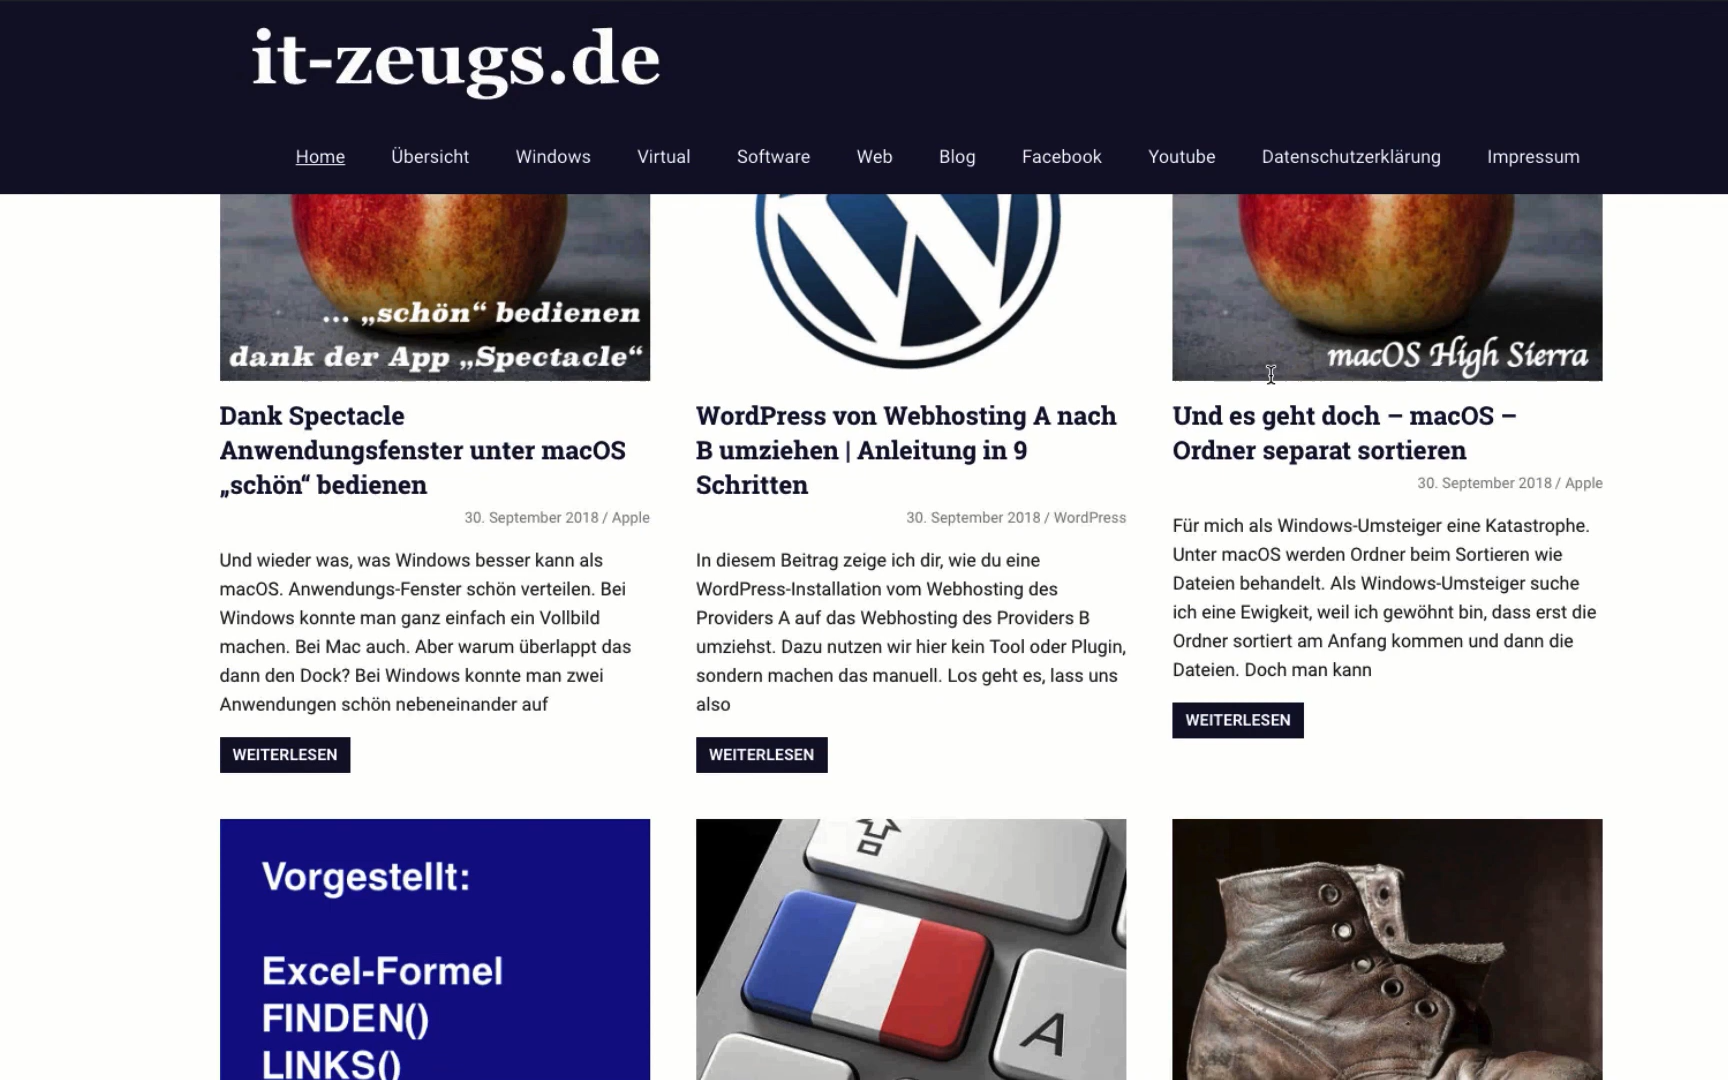 it-zeugs.de
Home Übersicht Windows Virtual Software Web Blog Facebook Youtube Datenschutzerklärung Impressum
... „schön“ bedienen
dank der App „Spectacle“
Dank Spectacle
Anwendungsfenster unter macOS
„schön“ bedienen
30. September 2018 / Apple
Und wieder was, was Windows besser kann als
macOS. Anwendungs-Fenster schön verteilen. Bei
Windows konnte man ganz einfach ein Vollbild
machen. Bei Mac auch. Aber warum überlappt das
dann den Dock? Bei Windows konnte man zwei
Anwendungen schön nebeneinander auf
WEITERLESEN
W
WordPress von Webhosting A nach
B umziehen | Anleitung in 9
Schritten
30. September 2018 / WordPress
In diesem Beitrag zeige ich dir, wie du eine
WordPress-Installation vom Webhosting des
Providers A auf das Webhosting des Providers B
umziehst. Dazu nutzen wir hier kein Tool oder Plugin,
sondern machen das manuell. Los geht es, lass uns
also
WEITERLESEN
macOS High Sierra
Und es geht doch – macOS –
Ordner separat sortieren
30. September 2018 / Apple
Für mich als Windows-Umsteiger eine Katastrophe.
Unter macOS werden Ordner beim Sortieren wie
Dateien behandelt. Als Windows-Umsteiger suche
ich eine Ewigkeit, weil ich gewöhnt bin, dass erst die
Ordner sortiert am Anfang kommen und dann die
Dateien. Doch man kann
WEITERLESEN
Vorgestellt:
Excel-Formel
FINDEN()
LINKS()
A